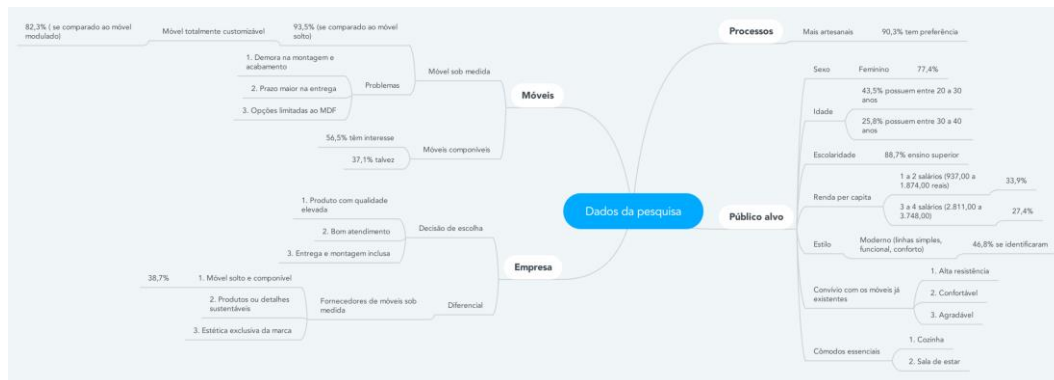 82,3% ( se comparado ao móvel
modulado)
Móvel totalmente customizável
93,5% (se comparado ao móvel
solto)
1. Demora na montagem e
acabamento
2. Prazo maior na entrega
3. Opções limitadas ao MDF
Problemas
Móvel sob medida
56,5% têm interesse
37,1% talvez
Móveis componíveis
Móveis
1. Produto com qualidade
elevada
2. Bom atendimento
3. Entrega e montagem inclusa
Decisão de escolha
38,7%
1. Móvel solto e componível
2. Produtos ou detalhes
sustentáveis
3. Estética exclusiva da marca
Fornecedores de móveis sob
medida
Diferencial
Empresa
Dados da pesquisa
Processos
Mais artesanais
90,3% tem preferência
Público alvo
Sexo
Feminino
77,4%
Idade
43,5% possuem entre 20 a 30
anos
25,8% possuem entre 30 a 40
anos
Escolaridade
88,7% ensino superior
Renda per capita
1 a 2 salários (937,00 a
1.874,00 reais)
33,9%
3 a 4 salários (2.811,00 a
3.748,00)
27,4%
Estilo
Moderno (linhas simples,
funcional, conforto)
46,8% se identificaram
Convívio com os móveis já
existentes
1. Alta resistência
2. Confortável
3. Agradável
Cômodos essenciais
1. Cozinha
2. Sala de estar